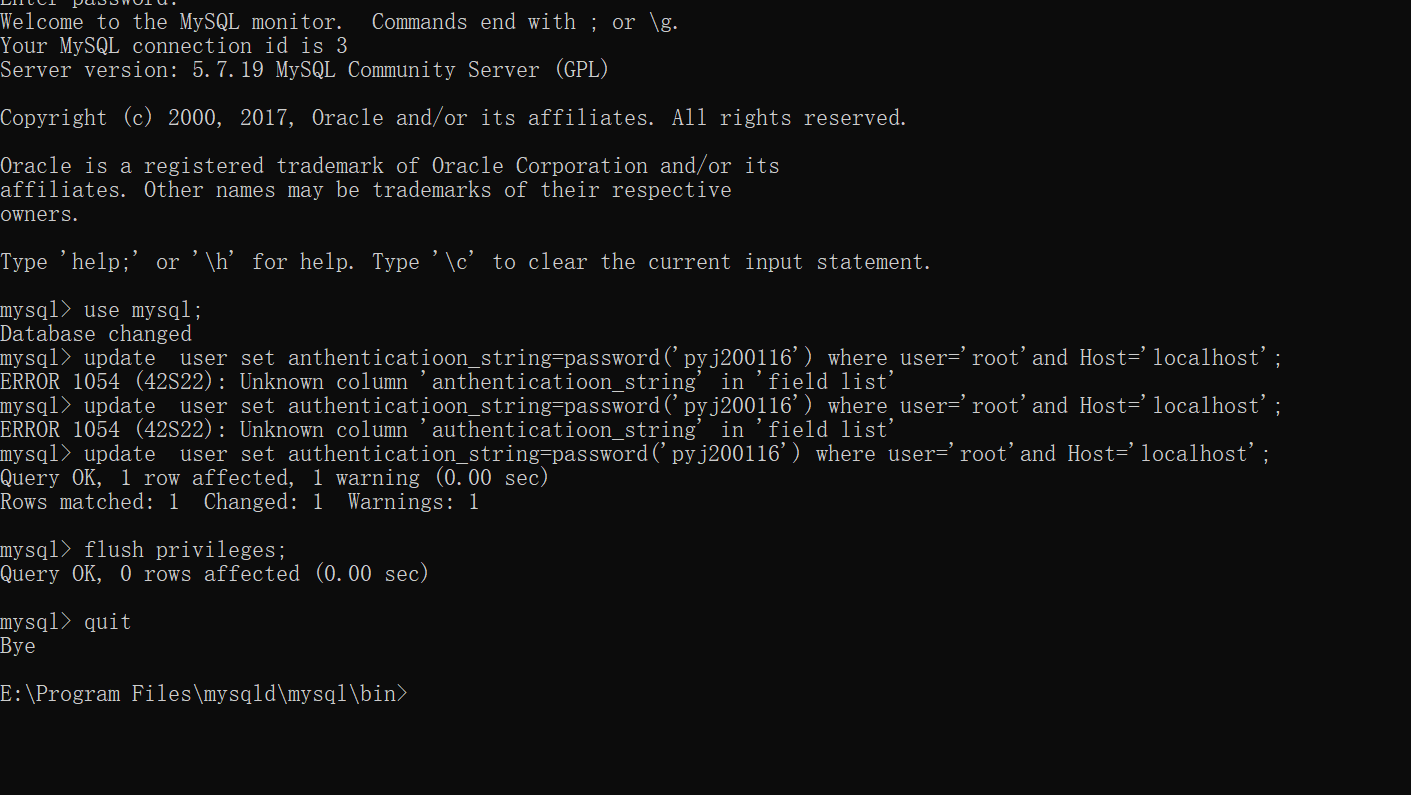 Enter password:
Welcome to the MySQL monitor.  Commands end with ; or \g.
Your MySQL connection id is 3
Server version: 5.7.19 MySQL Community Server (GPL)
Copyright (c) 2000, 2017, Oracle and/or its affiliates. All rights reserved.
Oracle is a registered trademark of Oracle Corporation and/or its
affiliates. Other names may be trademarks of their respective
owners.
Type 'help;' or '\h' for help. Type '\c' to clear the current input statement.
mysql> use mysql;
Database changed
mysql> update  user set anthenticatioon_string=password('pyj200116') where user='root'and Host='localhost';
ERROR 1054 (42S22): Unknown column 'anthenticatioon_string' in 'field list'
mysql> update  user set authenticatioon_string=password('pyj200116') where user='root'and Host='localhost';
ERROR 1054 (42S22): Unknown column 'authenticatioon_string' in 'field list'
mysql> update  user set authentication_string=password('pyj200116') where user='root'and Host='localhost';
Query OK, 1 row affected, 1 warning (0.00 sec)
Rows matched: 1  Changed: 1  Warnings: 1
mysql> flush privileges;
Query OK, 0 rows affected (0.00 sec)
mysql> quit
Bye
E:\Program Files\mysqld\mysql\bin>